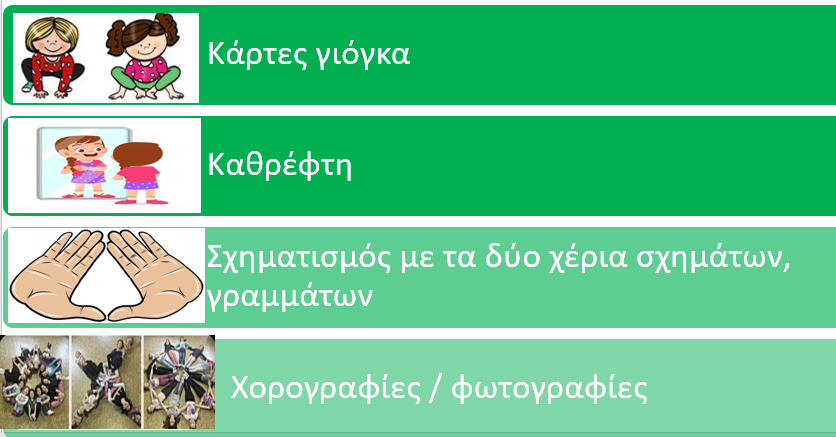 Κάρτες γιόγκα
Καθρέφτη
Σχηματισμός με τα δύο χέρια σχημάτων,
γραμμάτων
Χορογραφίες / φωτογραφίες